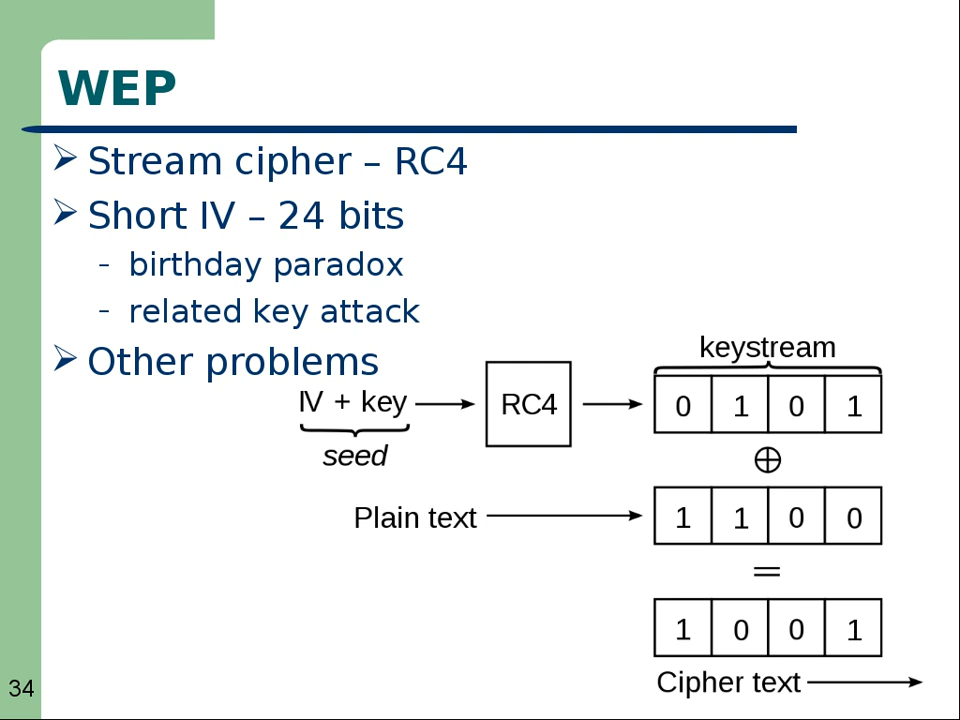 WEP
➢ Stream cipher – RC4
➢ Short IV – 24 bits
– birthday paradox
– related key attack
➢ Other problems
keystream
IV + key
RC4
0 1 0 1
seed
⊕
Plain text
1 1 0 0
=
1 0 0 1
Cipher text
34